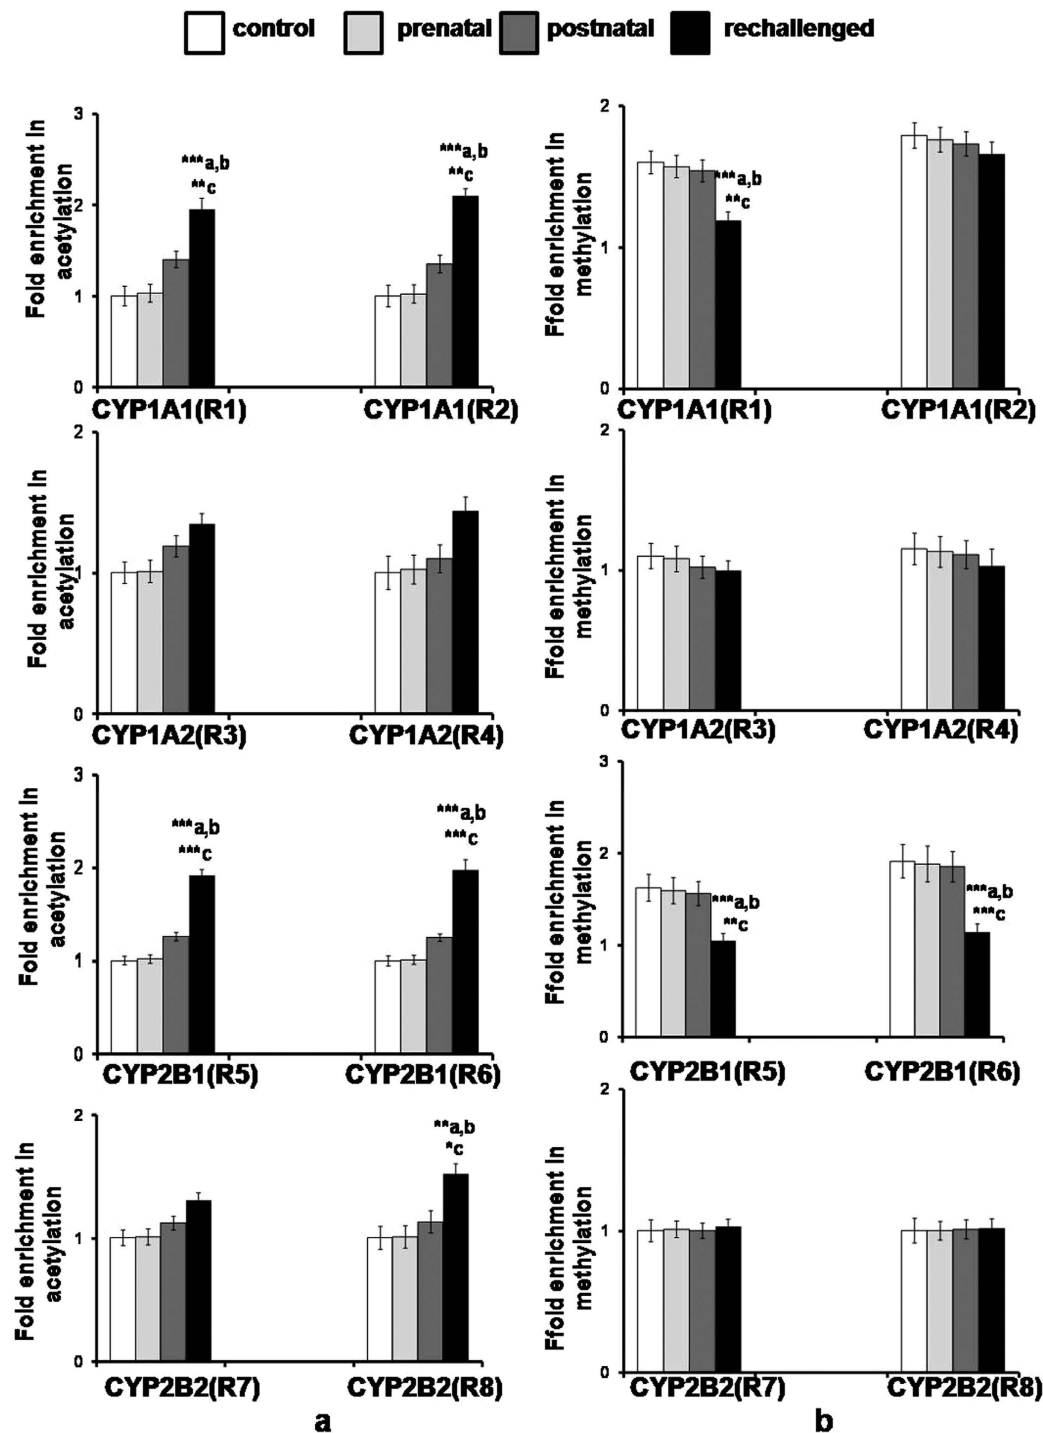 control prenatal postnatal rechallenged
Fold enrichment in
acetylation
3
2
1
0
***a,b
**c
***a,b
**c
CYP1A1(R1) CYP1A1(R2)
Ffold enrichment in
methylation
2
1
0
***a,b
**c
CYP1A1(R1) CYP1A1(R2)
Fold enrichment in
acetylation
2
1
0
CYP1A2(R3) CYP1A2(R4)
Ffold enrichment in
methylation
2
1
0
CYP1A2(R3) CYP1A2(R4)
Fold enrichment in
acetylation
3
2
1
0
***a,b
***c
***a,b
***c
CYP2B1(R5) CYP2B1(R6)
Ffold enrichment in
methylation
3
2
1
0
***a,b
**c
***a,b
***c
CYP2B1(R5) CYP2B1(R6)
Fold enrichment in
acetylation
2
1
0
**a,b
*c
CYP2B2(R7) CYP2B2(R8)
Ffold enrichment in
methylation
2
1
0
CYP2B2(R7) CYP2B2(R8)
a b